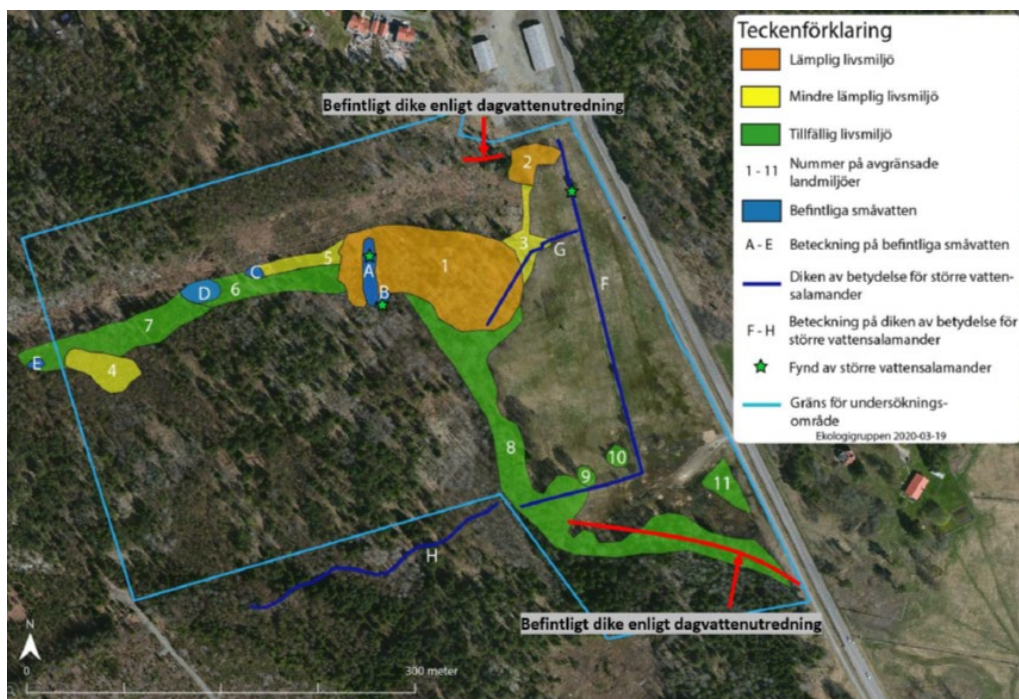 Teckenförklaring
Lämplig livsmiljö
Mindre lämplig livsmiljö
Tillfällig livsmiljö
1 - 11 Nummer på avgränsade
landmiljöer
Befintliga småvatten
A - E Beteckning på befintliga småvatten
Diken av betydelse för större vatten-
salamander
F - H Beteckning på diken av betydelse för
större vattensalamander
Fynd av större vattensalamander
Gräns för undersöknings-
område
Ekologigruppen 2020-03-19
Befintligt dike enligt dagvattenutredning
2
3
G
5
1
A
C
B
F
D
6
7
E
4
8
10
9
11
H
Befintligt dike enligt dagvattenutredning
N
0
300 meter